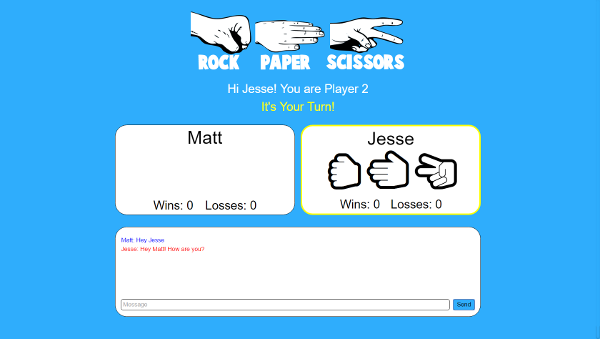 ROCK PAPER SCISSORS
Hi Jesse! You are Player 2
It's Your Turn!
Matt
Wins: 0 Losses: 0
Jesse
Wins: 0 Losses: 0
Matt: Hey Jesse
Jesse: Hey Matt! How are you?
Message
Send